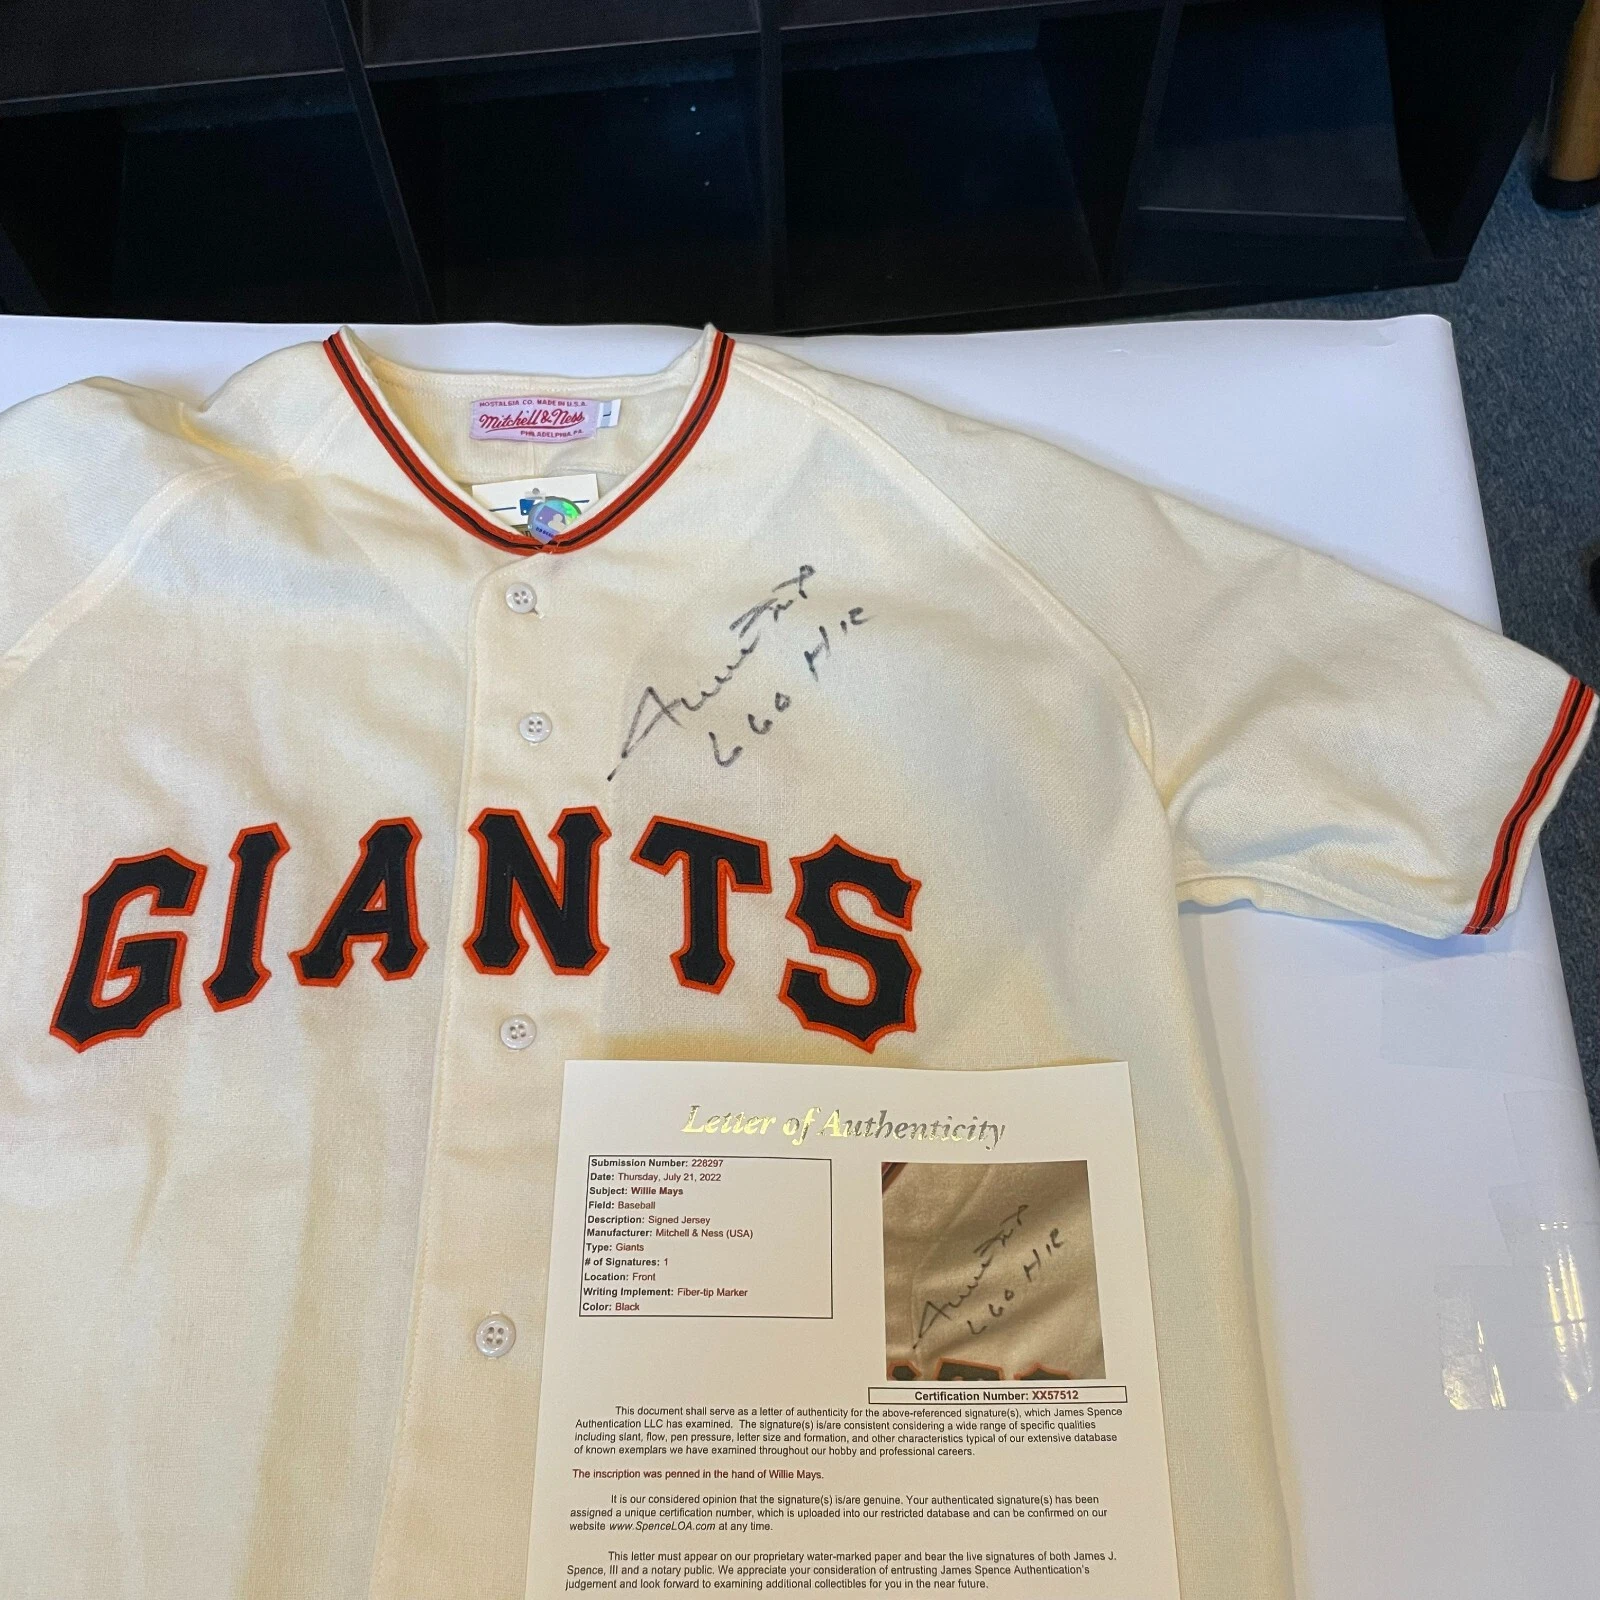 NOSTALGIA CO. MADE IN U.S.A.
Mitchell & Ness
PHILADELPHIA, PA.
L
660 HR
GIANTS
Letter of Authenticity
Submission Number: 228297
Date: Thursday, July 21, 2022
Subject: Willie Mays
Field: Baseball
Description: Signed Jersey
Manufacturer: Mitchell & Ness (USA)
Type: Giants
# of Signatures: 1
Location: Front
Writing Implement: Fiber-tip Marker
Color: Black
660 HR
Certification Number: XX57512
This document shall serve as a letter of authenticity for the above-referenced signature(s), which James Spence
Authentication LLC has examined. The signature(s) is/are consistent considering a wide range of specific qualities
including slant, flow, pen pressure, letter size and formation, and other characteristics typical of our extensive database
of known exemplars we have examined throughout our hobby and professional careers.
The inscription was penned in the hand of Willie Mays.
It is our considered opinion that the signature(s) is/are genuine. Your authenticated signature(s) has been
assigned a unique certification number, which is uploaded into our restricted database and can be confirmed on our
website www.SpenceLOA.com at any time.
This letter must appear on our proprietary water-marked paper and bear the live signatures of both James J.
Spence, III and a notary public. We appreciate your consideration of entrusting James Spence Authentication's
judgement and look forward to examining additional collectibles for you in the near future.